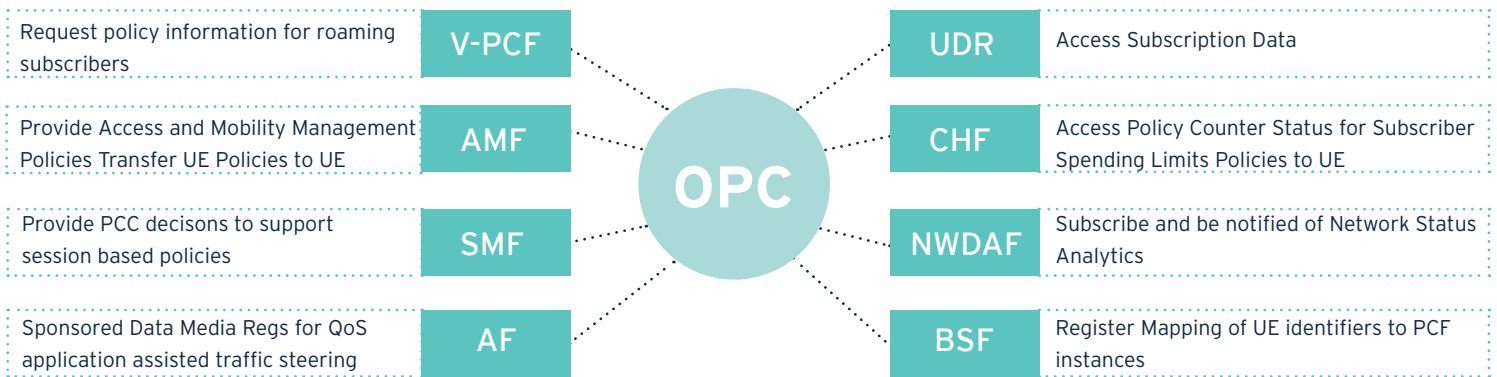 Request policy information for roaming
subscribers
V-PCF
Provide Access and Mobility Management
Policies Transfer UE Policies to UE
AMF
Provide PCC decisons to support
session based policies
SMF
Sponsored Data Media Regs for QoS
application assisted traffic steering
AF
OPC
UDR
Access Subscription Data
CHF
Access Policy Counter Status for Subscriber
Spending Limits Policies to UE
NWDAF
Subscribe and be notified of Network Status
Analytics
BSF
Register Mapping of UE identifiers to PCF
instances